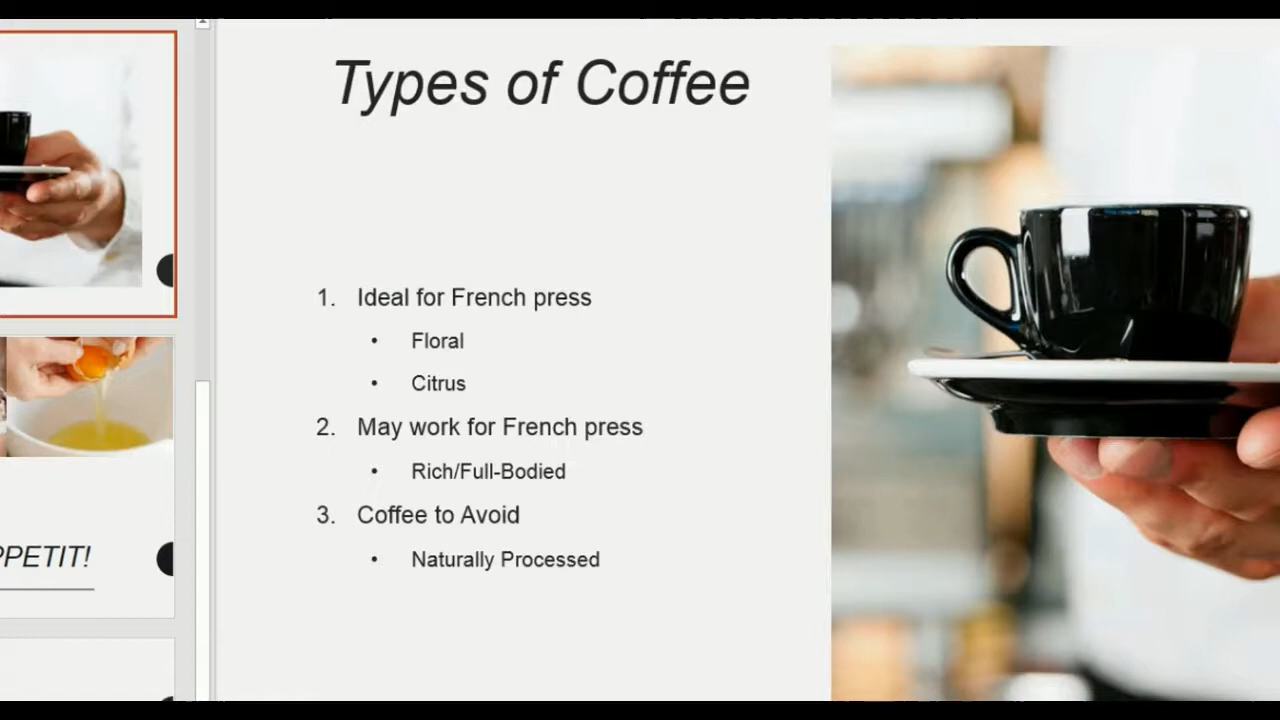 Types of Coffee
1. Ideal for French press
• Floral
• Citrus
2. May work for French press
• Rich/Full-Bodied
3. Coffee to Avoid
• Naturally Processed
PPETIT!